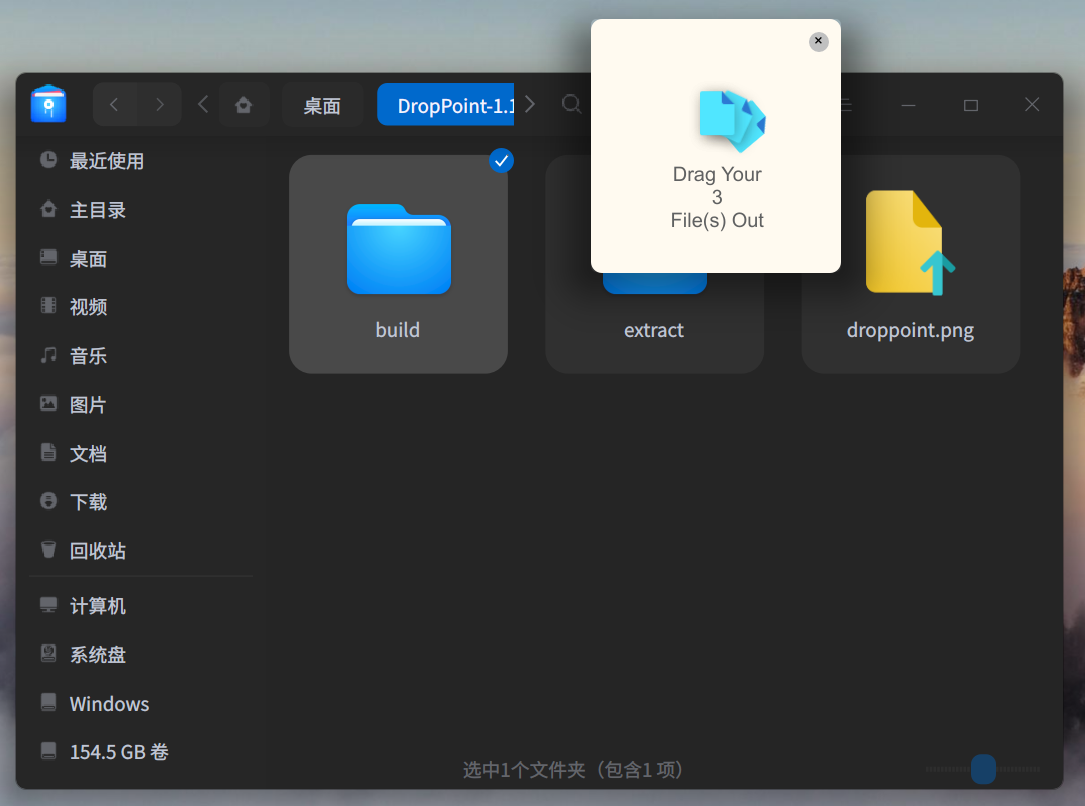 桌面
DropPoint-1.1
Drag Your
3
File(s) Out
最近使用
主目录
桌面
视频
音乐
图片
文档
下载
回收站
计算机
系统盘
Windows
154.5 GB 卷
build
extract
droppoint.png
选中1个文件夹（包含1 项）